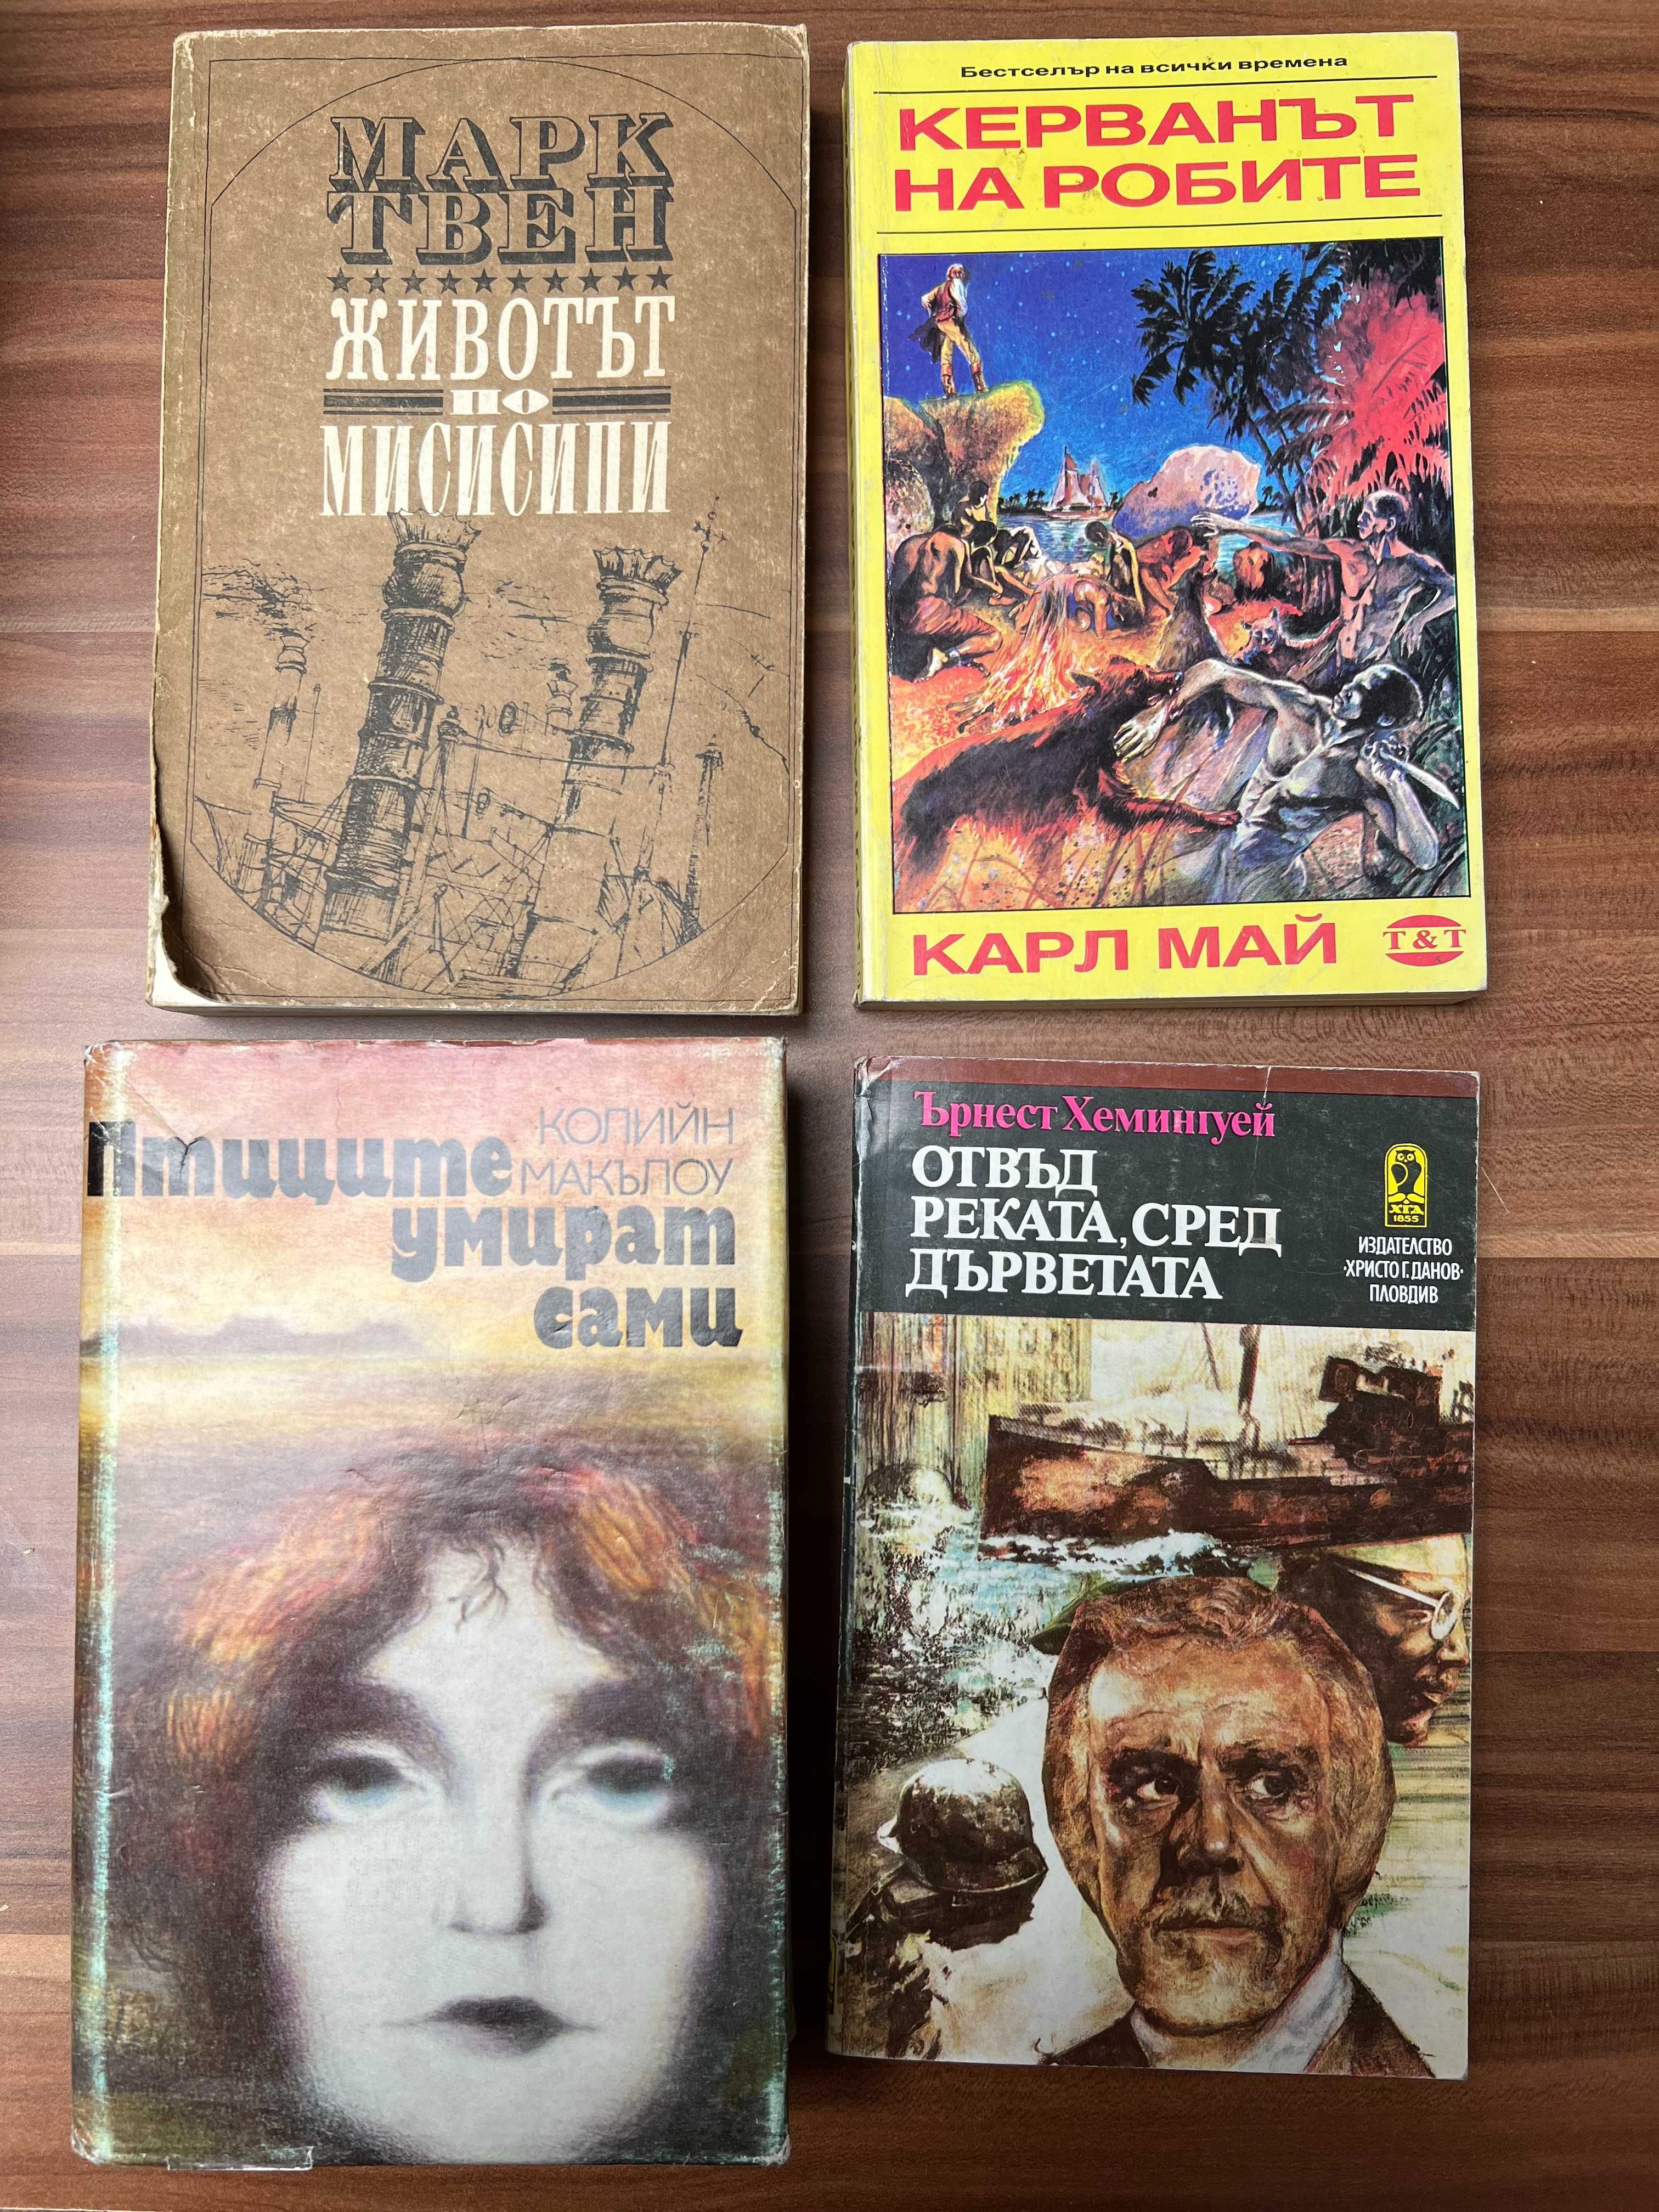 МАРК
ТВЕН
ЖИВОТЪТ
ПО
МИСИСИПИ
Бестселър на всички времена
КЕРВАНЪТ
НА РОБИТЕ
КАРЛ МАЙ
T & T
КОЛИЙН
МАКЪЛОУ
Птиците
умират
сами
Ърнест Хемингуей
ОТВЪД
РЕКАТА, СРЕД
ДЪРВЕТАТА
ХГД
1855
ИЗДАТЕЛСТВО
·ХРИСТО Г. ДАНОВ·
ПЛОВДИВ